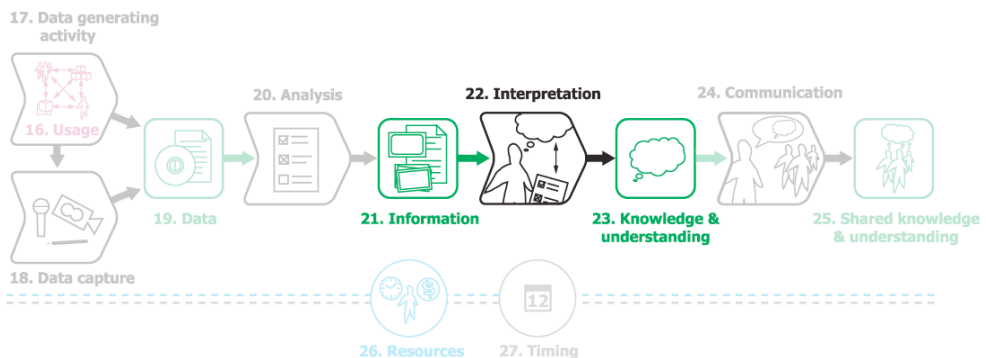 17. Data generating
activity
16. Usage
18. Data capture
19. Data
20. Analysis
21. Information
22. Interpretation
23. Knowledge &
understanding
24. Communication
25. Shared knowledge
& understanding
26. Resources
12
27. Timing